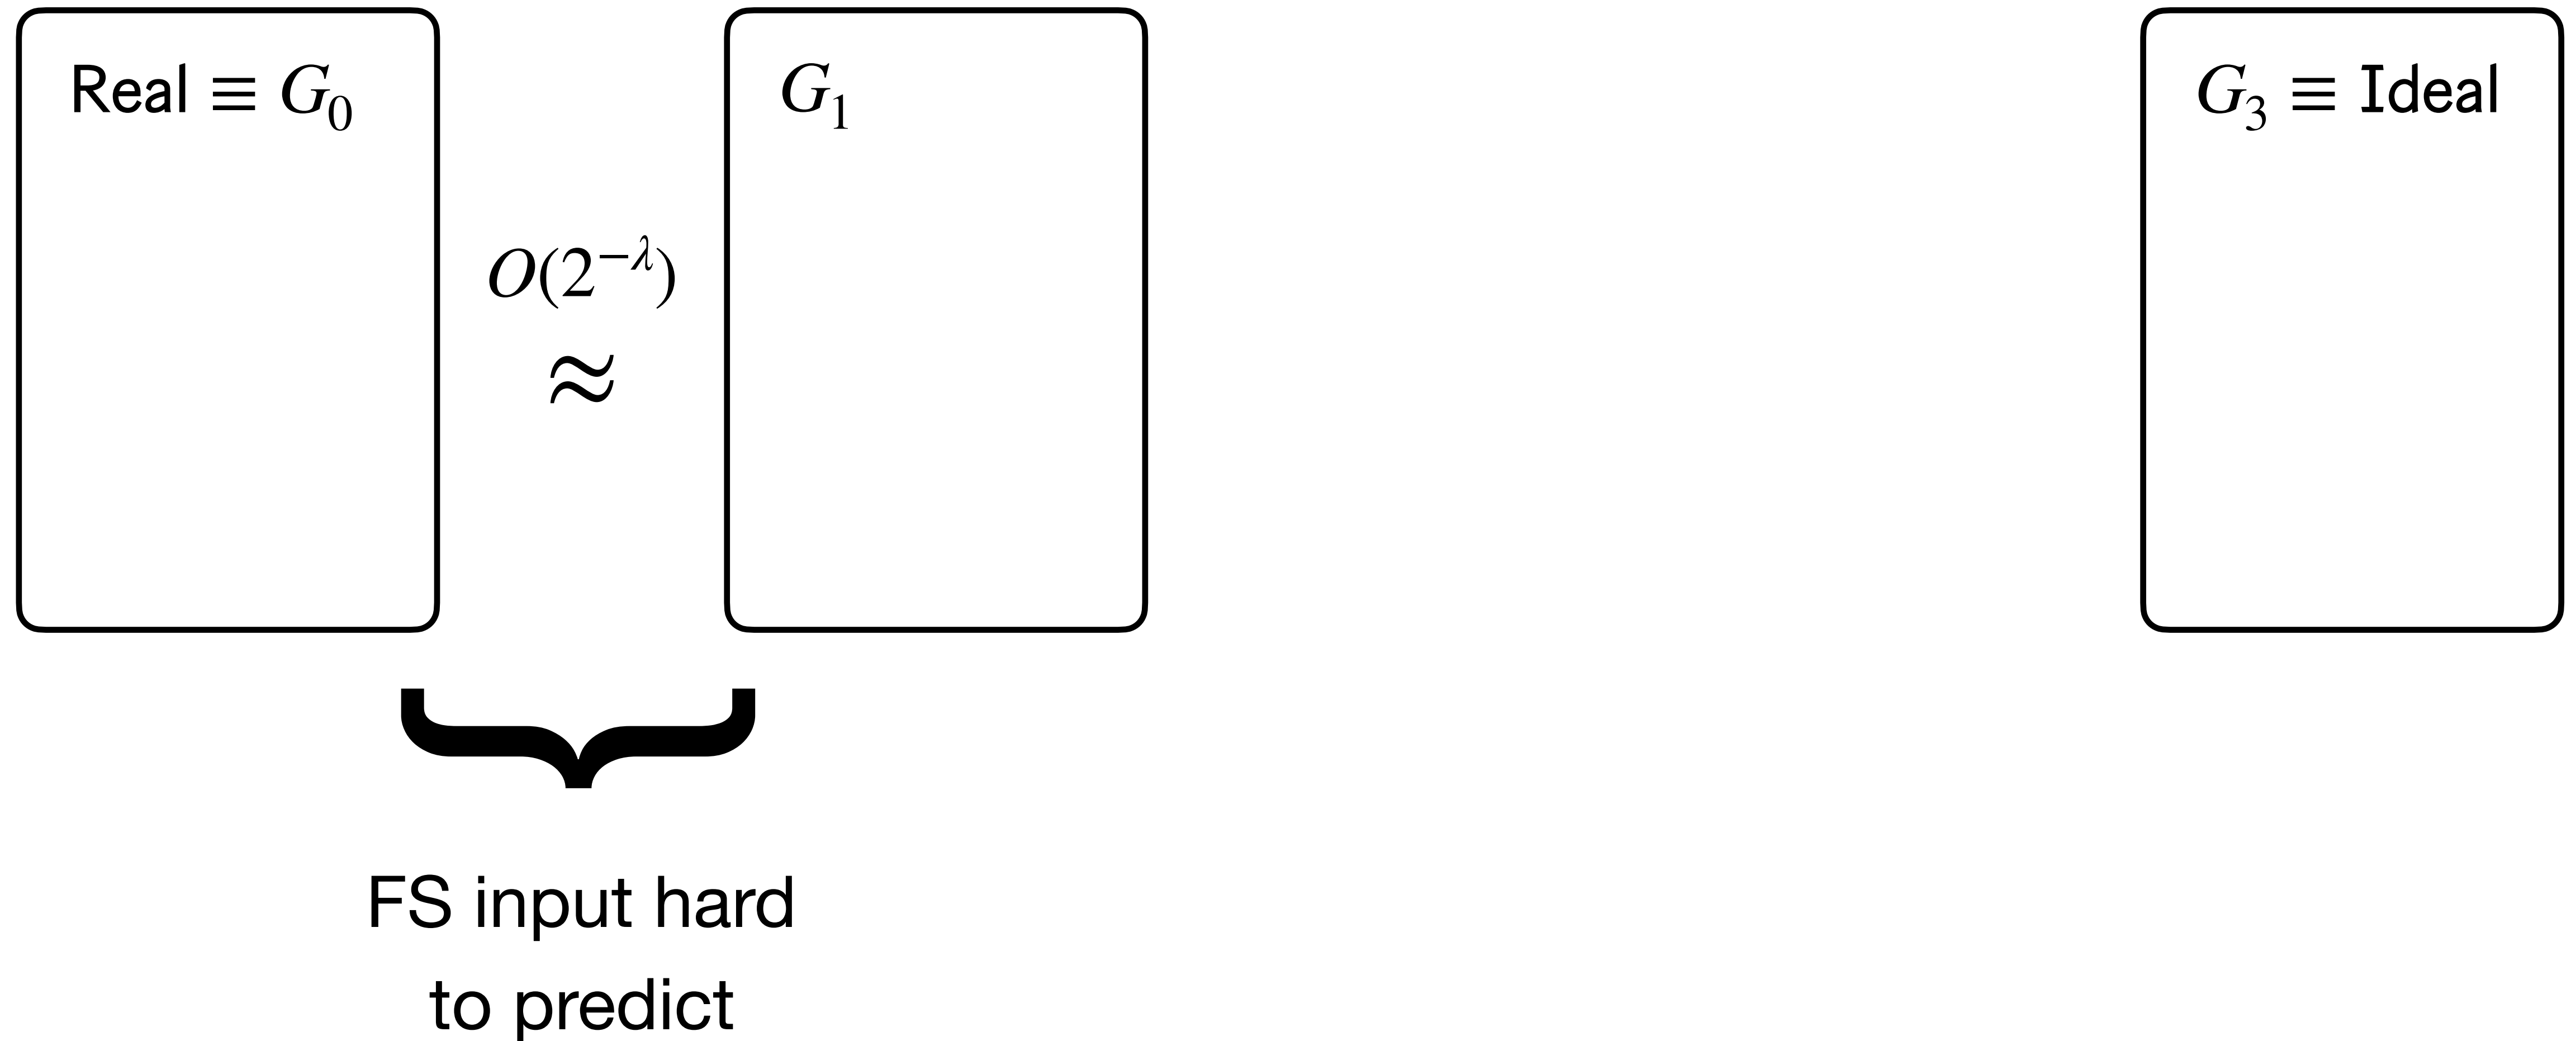 Real ≡ G₀
G₁
G₃ ≡ Ideal
O(2^{−λ})
≈
FS input hard
to predict